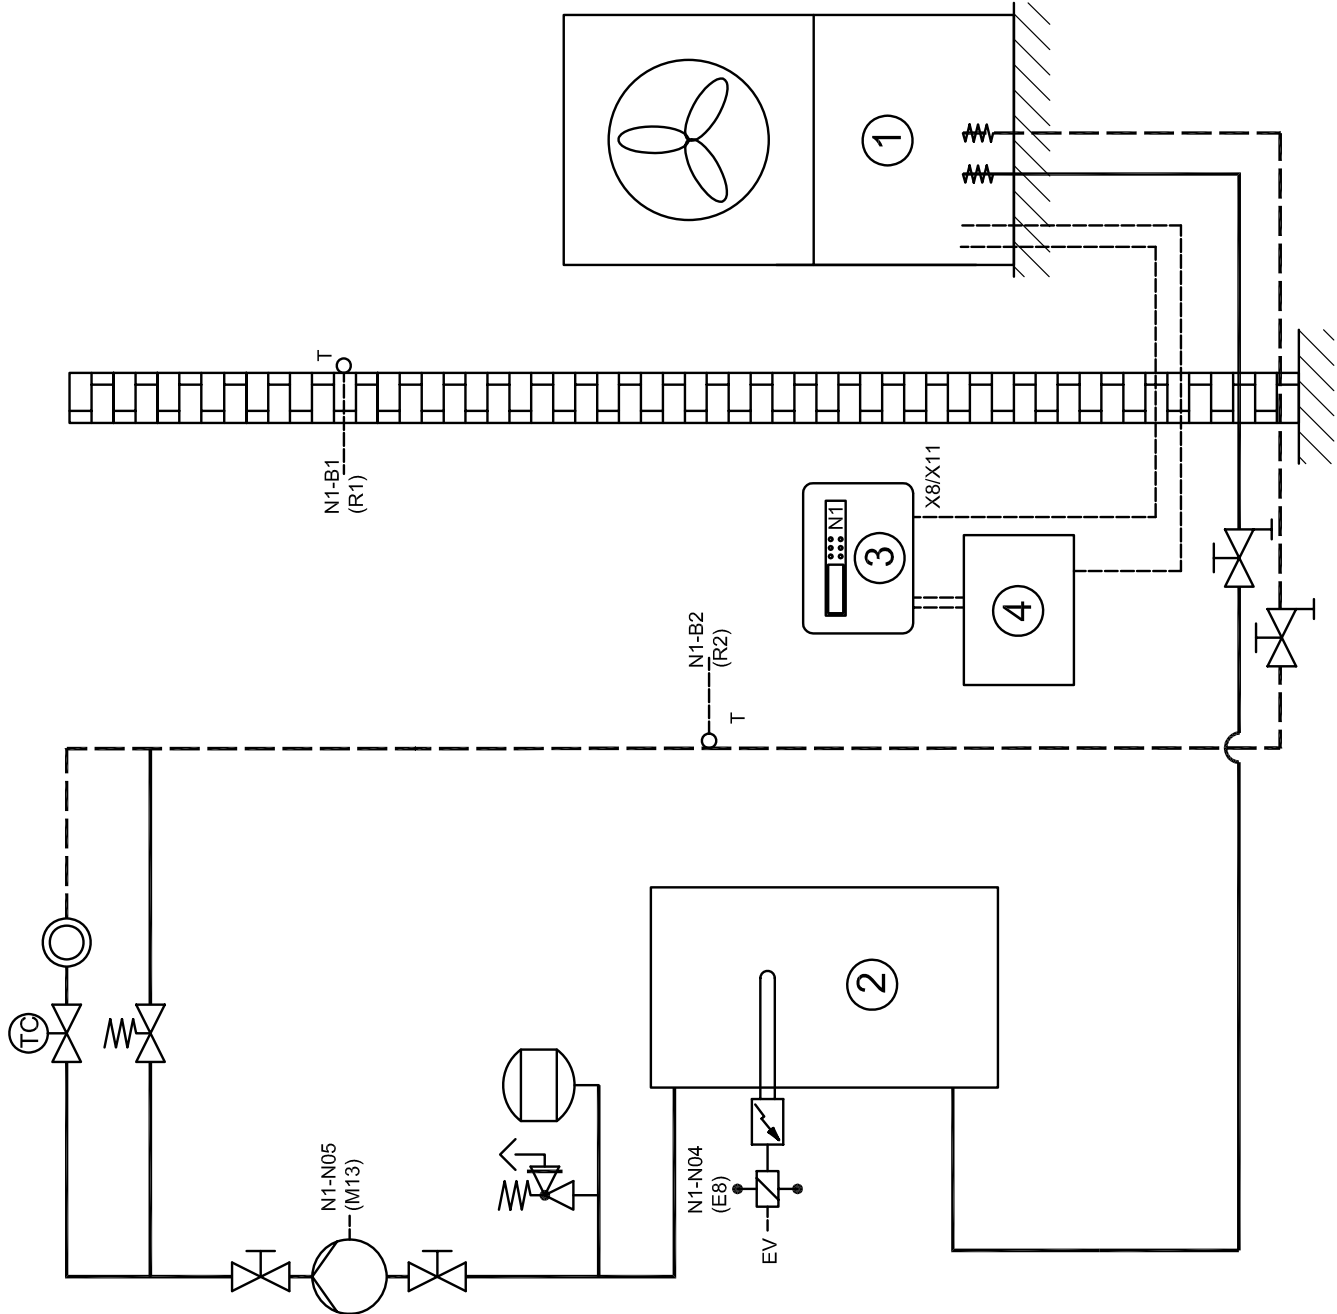 TC
N1-N05
(M13)
N1-B1
(R1)
T
N1-N04
(E8)
EV
2
N1-B2
(R2)
T
N1
3
X8/X11
4
1